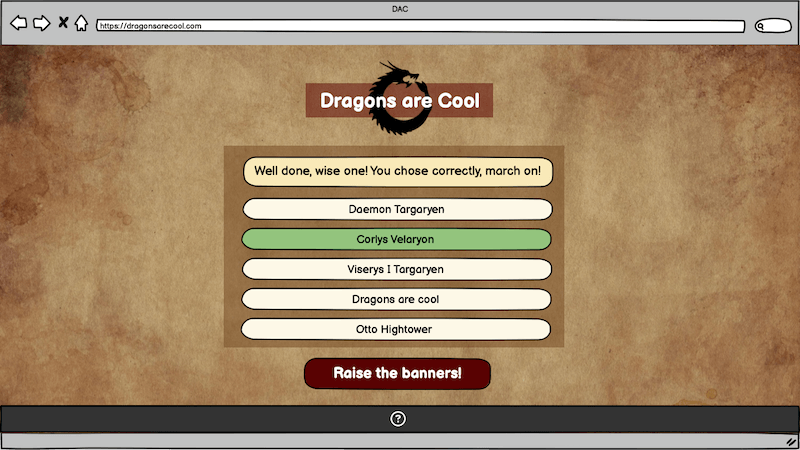 DAC
https://dragonsarecool.com
Dragons are Cool
Well done, wise one! You chose correctly, march on!
Daemon Targaryen
Corlys Velaryon
Viserys I Targaryen
Dragons are cool
Otto Hightower
Raise the banners!
?